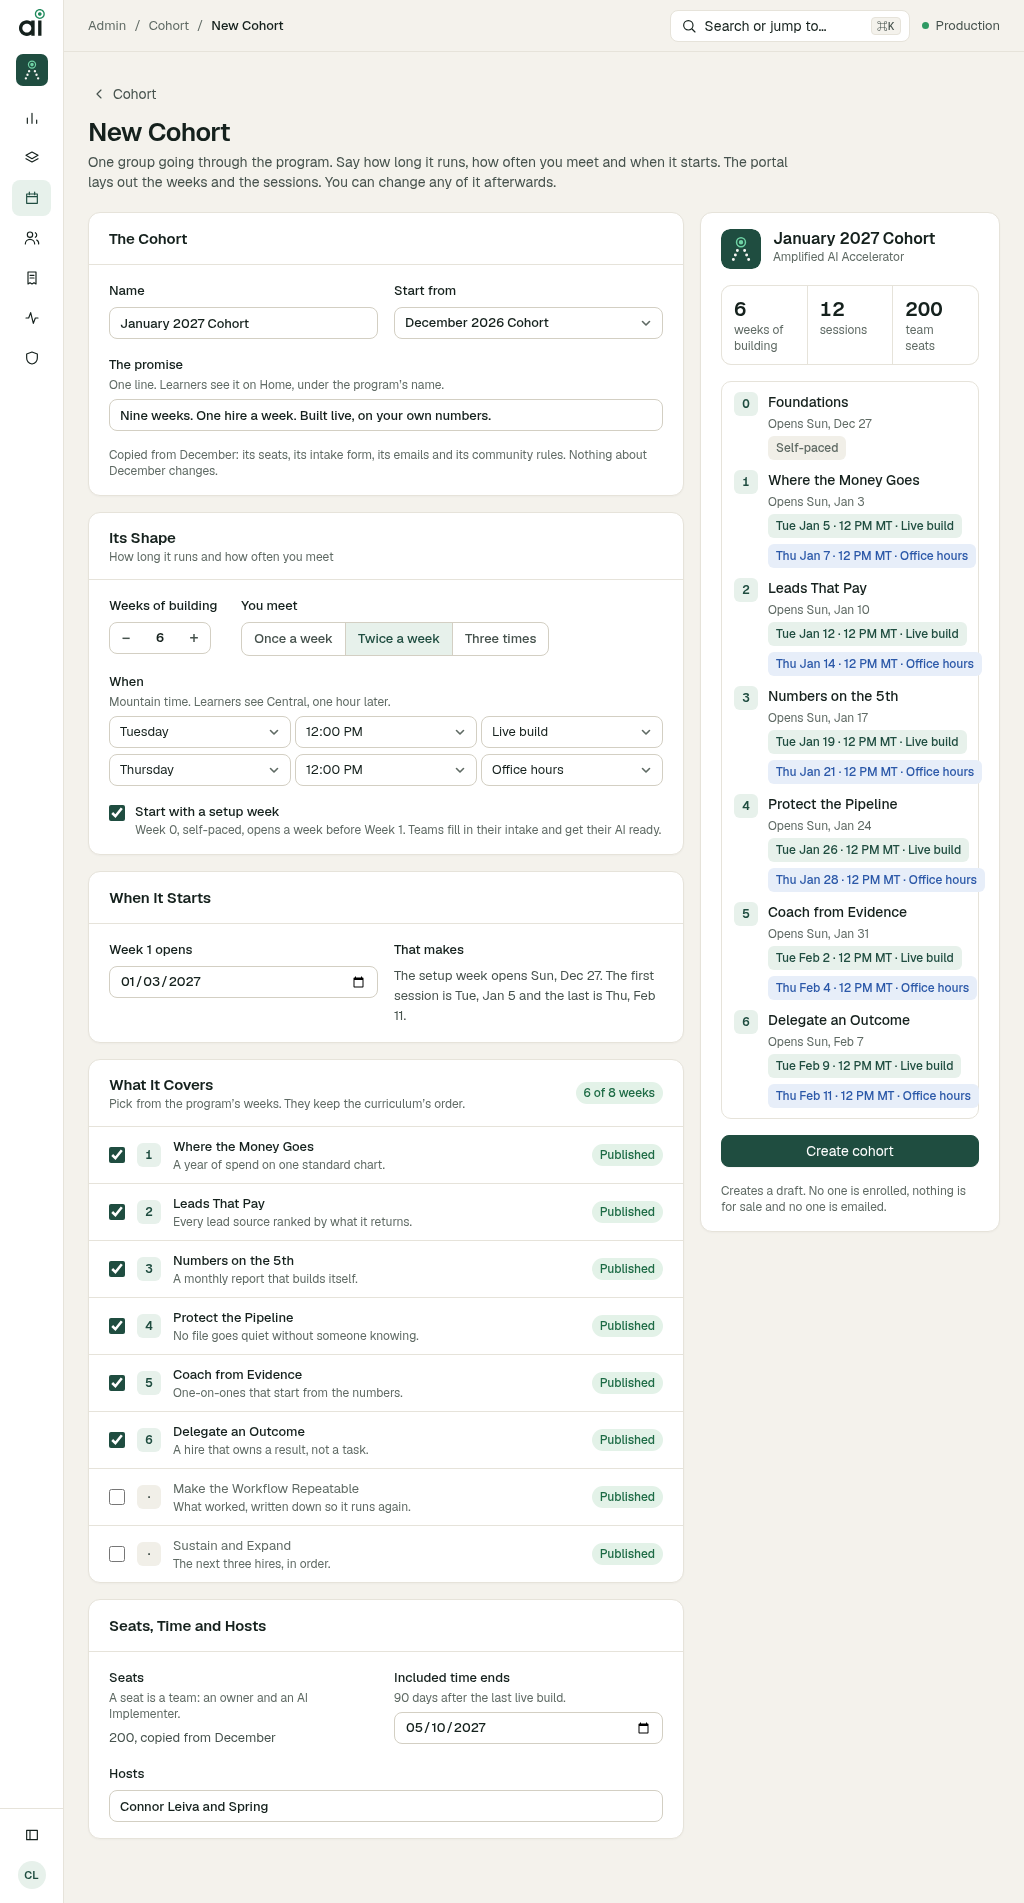 ai
Admin / Cohort / New Cohort
Search or jump to...
⌘K
Production
Cohort
New Cohort
One group going through the program. Say how long it runs, how often you meet and when it starts. The portal
lays out the weeks and the sessions. You can change any of it afterwards.
The Cohort
Name
Start from
January 2027 Cohort
December 2026 Cohort
The promise
One line. Learners see it on Home, under the program's name.
Nine weeks. One hire a week. Built live, on your own numbers.
Copied from December: its seats, its intake form, its emails and its community rules. Nothing about
December changes.
Its Shape
How long it runs and how often you meet
Weeks of building
You meet
− 6 +
Once a week
Twice a week
Three times
When
Mountain time. Learners see Central, one hour later.
Tuesday
12:00 PM
Live build
Thursday
12:00 PM
Office hours
Start with a setup week
Week 0, self-paced, opens a week before Week 1. Teams fill in their intake and get their AI ready.
When It Starts
Week 1 opens
That makes
01/03/2027
The setup week opens Sun, Dec 27. The first
session is Tue, Jan 5 and the last is Thu, Feb
11.
What It Covers
Pick from the program's weeks. They keep the curriculum's order.
6 of 8 weeks
1
Where the Money Goes
A year of spend on one standard chart.
Published
2
Leads That Pay
Every lead source ranked by what it returns.
Published
3
Numbers on the 5th
A monthly report that builds itself.
Published
4
Protect the Pipeline
No file goes quiet without someone knowing.
Published
5
Coach from Evidence
One-on-ones that start from the numbers.
Published
6
Delegate an Outcome
A hire that owns a result, not a task.
Published
·
Make the Workflow Repeatable
What worked, written down so it runs again.
Published
·
Sustain and Expand
The next three hires, in order.
Published
Seats, Time and Hosts
Seats
A seat is a team: an owner and an AI
Implementer.
200, copied from December
Included time ends
90 days after the last live build.
05/10/2027
Hosts
Connor Leiva and Spring
January 2027 Cohort
Amplified AI Accelerator
6
weeks of
building
12
sessions
200
team
seats
0
Foundations
Opens Sun, Dec 27
Self-paced
1
Where the Money Goes
Opens Sun, Jan 3
Tue Jan 5 · 12 PM MT · Live build
Thu Jan 7 · 12 PM MT · Office hours
2
Leads That Pay
Opens Sun, Jan 10
Tue Jan 12 · 12 PM MT · Live build
Thu Jan 14 · 12 PM MT · Office hours
3
Numbers on the 5th
Opens Sun, Jan 17
Tue Jan 19 · 12 PM MT · Live build
Thu Jan 21 · 12 PM MT · Office hours
4
Protect the Pipeline
Opens Sun, Jan 24
Tue Jan 26 · 12 PM MT · Live build
Thu Jan 28 · 12 PM MT · Office hours
5
Coach from Evidence
Opens Sun, Jan 31
Tue Feb 2 · 12 PM MT · Live build
Thu Feb 4 · 12 PM MT · Office hours
6
Delegate an Outcome
Opens Sun, Feb 7
Tue Feb 9 · 12 PM MT · Live build
Thu Feb 11 · 12 PM MT · Office hours
Create cohort
Creates a draft. No one is enrolled, nothing is
for sale and no one is emailed.
CL